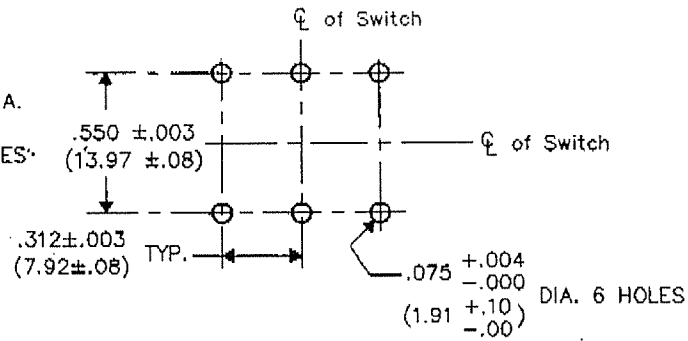 ℄ of Switch
A.
.550 ±.003
ES
(13.97 ±.08)
℄ of Switch
.312±.003
(7.92±.08)
TYP.
.075 +.004 -.000
(1.91 +.10 -.00)
DIA. 6 HOLES